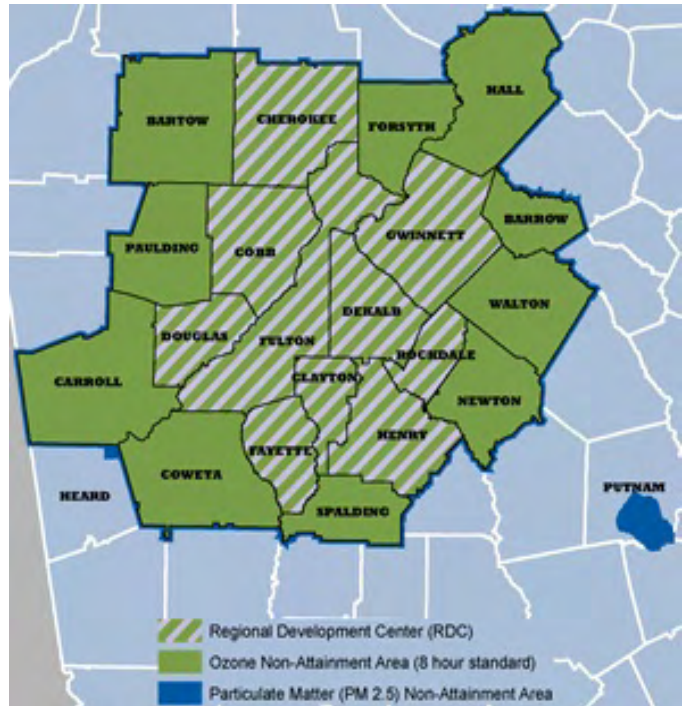 HALL
BARTOW
CHEROKEE
FORSYTH
BARROW
GWINNETT
PAULDING
COBB
WALTON
DEKALB
DOUGLAS
FULTON
ROCKDALE
CLAYTON
CARROLL
NEWTON
HENRY
FAYETTE
COWETA
HEARD
PUTNAM
SPALDING
Regional Development Center (RDC)
Ozone Non-Attainment Area (8 hour standard)
Particulate Matter (PM 2.5) Non-Attainment Area